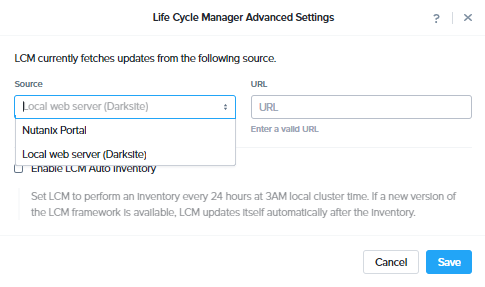 Life Cycle Manager Advanced Settings
?
LCM currently fetches updates from the following source.
Source
URL
Local web server (Darksite)
URL
Nutanix Portal
Enter a valid URL
Local web server (Darksite)
Enable LCM Auto Inventory
Set LCM to perform an inventory every 24 hours at 3AM local cluster time. If a new version of
the LCM framework is available, LCM updates itself automatically after the inventory.
Cancel
Save